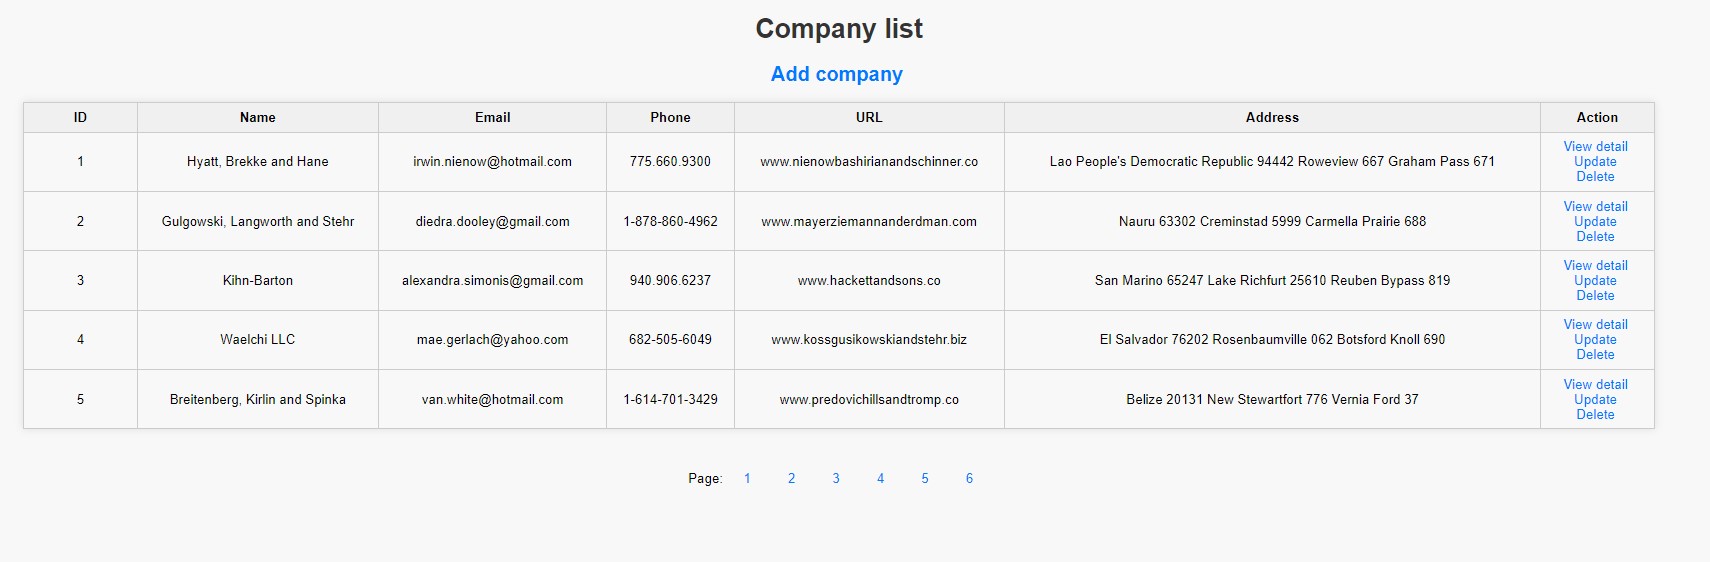 Company list
Add company
ID Name Email Phone URL Address Action
1 Hyatt, Brekke and Hane irwin.nienow@hotmail.com 775.660.9300 www.nienowbashirianandschinner.co Lao People's Democratic Republic 94442 Roweview 667 Graham Pass 671 View detail
Update
Delete
2 Gulgowski, Langworth and Stehr diedra.dooley@gmail.com 1-878-860-4962 www.mayerziemannanderdman.com Nauru 63302 Creminstad 5999 Carmella Prairie 688 View detail
Update
Delete
3 Kihn-Barton alexandra.simonis@gmail.com 940.906.6237 www.hackettandsons.co San Marino 65247 Lake Richfurt 25610 Reuben Bypass 819 View detail
Update
Delete
4 Waelchi LLC mae.gerlach@yahoo.com 682-505-6049 www.kossgusikowskiandstehr.biz El Salvador 76202 Rosenbaumville 062 Botsford Knoll 690 View detail
Update
Delete
5 Breitenberg, Kirlin and Spinka van.white@hotmail.com 1-614-701-3429 www.predovichillsandtromp.co Belize 20131 New Stewartfort 776 Vernia Ford 37 View detail
Update
Delete
Page: 1 2 3 4 5 6